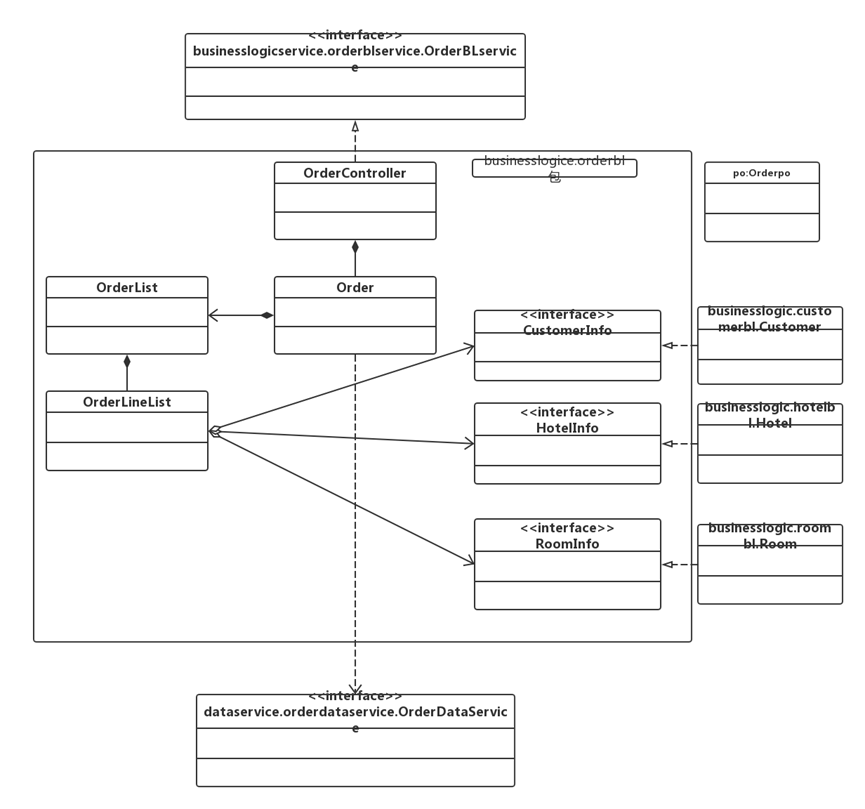 <<interface>>
businesslogicservice.orderblservice.OrderBLservic
e
OrderController
businesslogice.orderbl
包
po:Orderpo
OrderList
Order
<<interface>>
CustomerInfo
businesslogic.custo
merbl.Customer
OrderLineList
<<interface>>
HotelInfo
businesslogic.hotelb
l.Hotel
<<interface>>
RoomInfo
businesslogic.room
bl.Room
<<interface>>
dataservice.orderdataservice.OrderDataServic
e